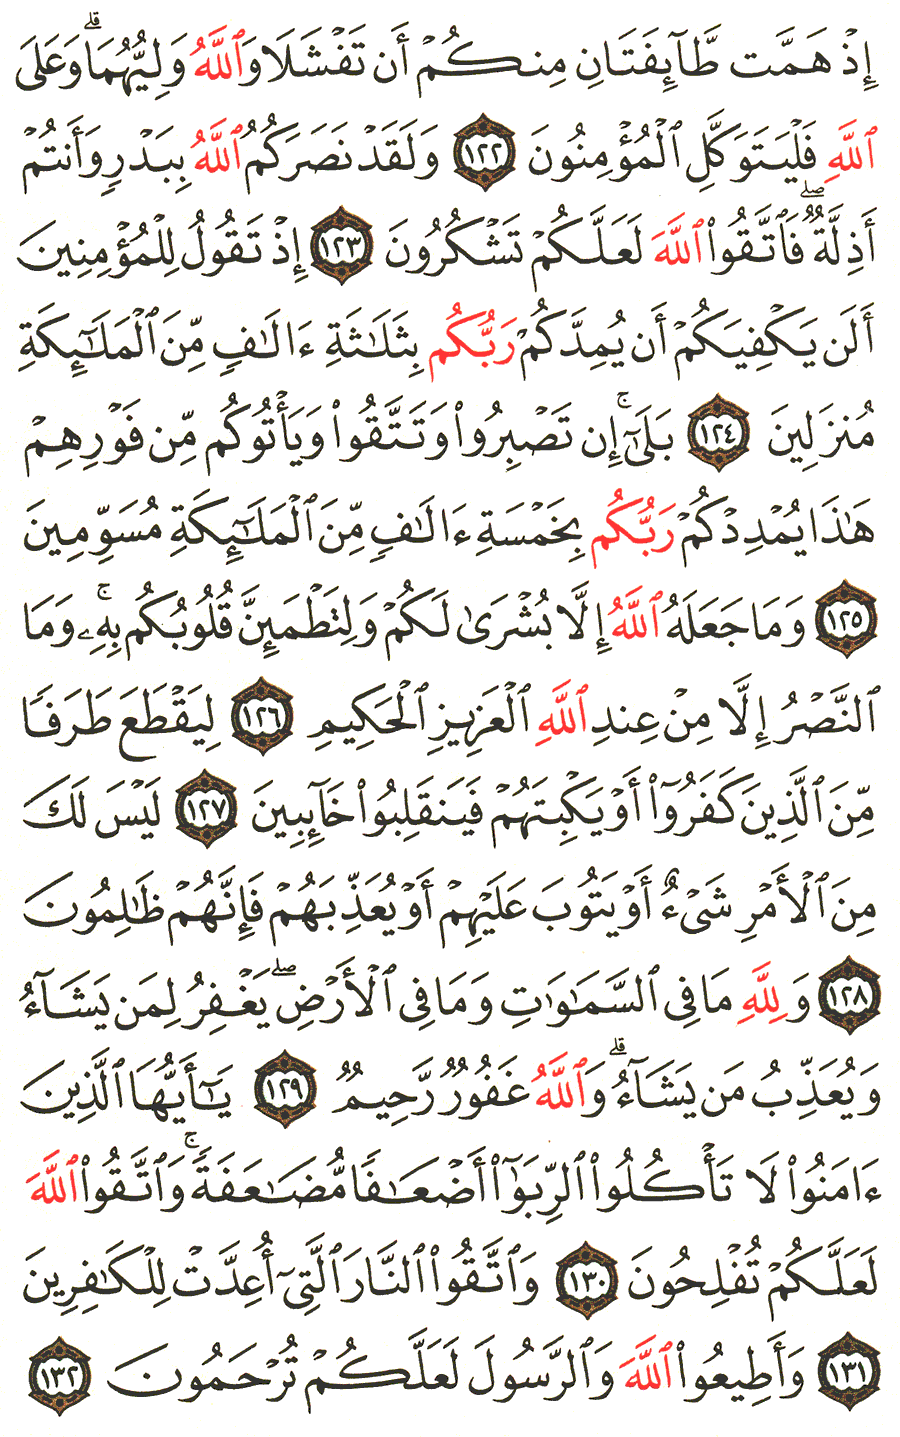 إِذۡ هَمَّت طَّآئِفَتَانِ مِنكُمۡ أَن تَفۡشَلَا وَٱللَّهُ وَلِيُّهُمَاۗ وَعَلَى
ٱللَّهِ فَلۡيَتَوَكَّلِ ٱلۡمُؤۡمِنُونَ ١٢٢ وَلَقَدۡ نَصَرَكُمُ ٱللَّهُ بِبَدۡرٖ وَأَنتُمۡ
أَذِلَّةٞۖ فَٱتَّقُواْ ٱللَّهَ لَعَلَّكُمۡ تَشۡكُرُونَ ١٢٣ إِذۡ تَقُولُ لِلۡمُؤۡمِنِينَ
أَلَن يَكۡفِيَكُمۡ أَن يُمِدَّكُمۡ رَبُّكُم بِثَلَٰثَةِ ءَالَٰفٖ مِّنَ ٱلۡمَلَٰٓئِكَةِ
مُنزَلِينَ ١٢٤ بَلَىٰٓۚ إِن تَصۡبِرُواْ وَتَتَّقُواْ وَيَأۡتُوكُم مِّن فَوۡرِهِمۡ
هَٰذَا يُمۡدِدۡكُمۡ رَبُّكُم بِخَمۡسَةِ ءَالَٰفٖ مِّنَ ٱلۡمَلَٰٓئِكَةِ مُسَوِّمِينَ
١٢٥ وَمَا جَعَلَهُ ٱللَّهُ إِلَّا بُشۡرَىٰ لَكُمۡ وَلِتَطۡمَئِنَّ قُلُوبُكُم بِهِۦۗ وَمَا
ٱلنَّصۡرُ إِلَّا مِنۡ عِندِ ٱللَّهِ ٱلۡعَزِيزِ ٱلۡحَكِيمِ ١٢٦ لِيَقۡطَعَ طَرَفٗا
مِّنَ ٱلَّذِينَ كَفَرُوٓاْ أَوۡ يَكۡبِتَهُمۡ فَيَنقَلِبُواْ خَآئِبِينَ ١٢٧ لَيۡسَ لَكَ
مِنَ ٱلۡأَمۡرِ شَيۡءٌ أَوۡ يَتُوبَ عَلَيۡهِمۡ أَوۡ يُعَذِّبَهُمۡ فَإِنَّهُمۡ ظَٰلِمُونَ
١٢٨ وَلِلَّهِ مَا فِي ٱلسَّمَٰوَٰتِ وَمَا فِي ٱلۡأَرۡضِۖ يَغۡفِرُ لِمَن يَشَآءُ
وَيُعَذِّبُ مَن يَشَآءُۗ وَٱللَّهُ غَفُورٞ رَّحِيمٞ ١٢٩ يَٰٓأَيُّهَا ٱلَّذِينَ
ءَامَنُواْ لَا تَأۡكُلُواْ ٱلرِّبَوٰٓاْ أَضۡعَٰفٗا مُّضَٰعَفَةٗۚ وَٱتَّقُواْ ٱللَّهَ
لَعَلَّكُمۡ تُفۡلِحُونَ ١٣٠ وَٱتَّقُواْ ٱلنَّارَ ٱلَّتِيٓ أُعِدَّتۡ لِلۡكَٰفِرِينَ
١٣١ وَأَطِيعُواْ ٱللَّهَ وَٱلرَّسُولَ لَعَلَّكُمۡ تُرۡحَمُونَ ١٣٢